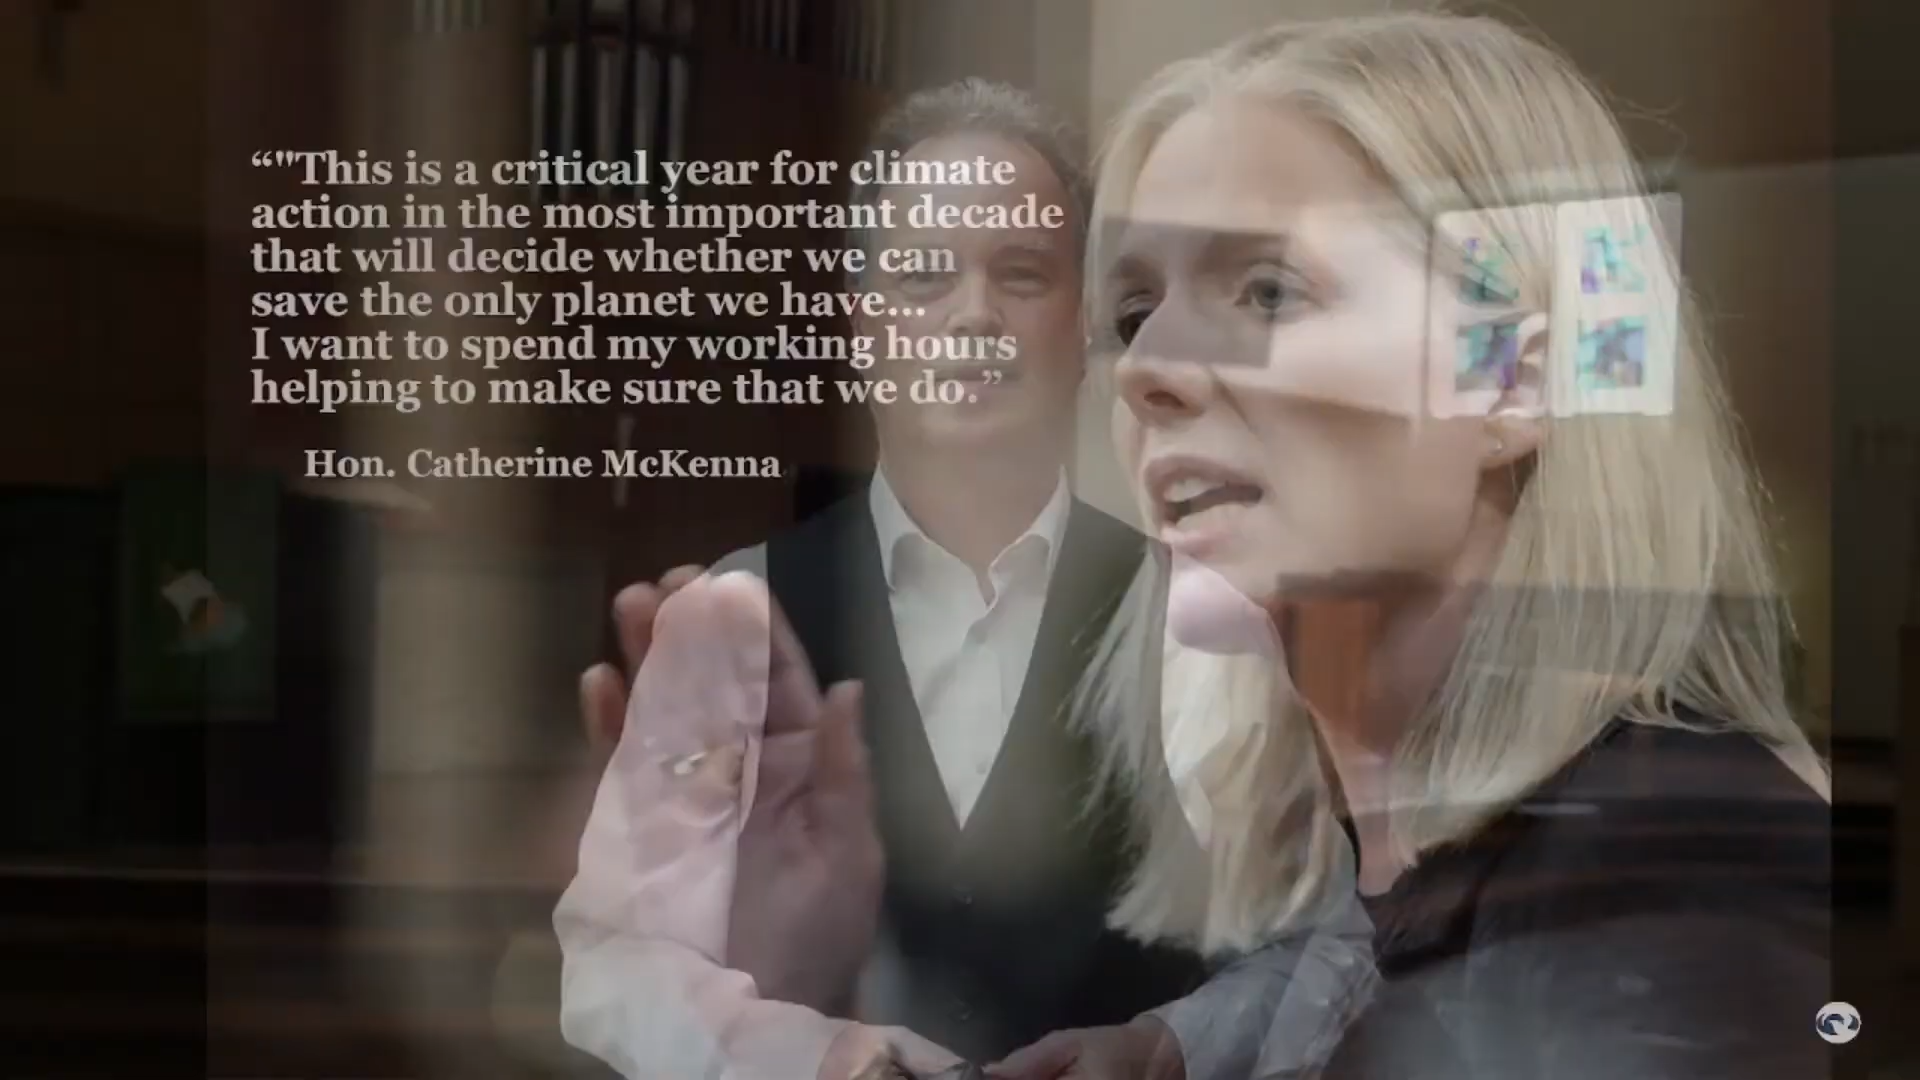 “"This is a critical year for climate
action in the most important decade
that will decide whether we can
save the only planet we have...
I want to spend my working hours
helping to make sure that we do.”
Hon. Catherine McKenna